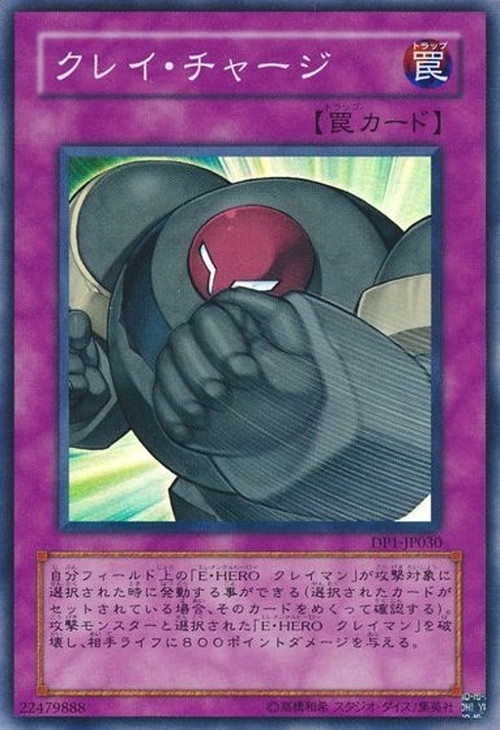 クレイ・チャージ
トラップ
罠
トラップ
【罠カード】
DP1-JP030
自分フィールド上の「E・HERO クレイマン」が攻撃対象に
選択された時に発動する事ができる(選択されたカードが
セットされている場合、そのカードをめくって確認する)。
攻撃モンスターと選択された「E・HERO クレイマン」を破
壊し、相手ライフに800ポイントダメージを与える。
22479888
©高橋和希 スタジオ・ダイス/集英社